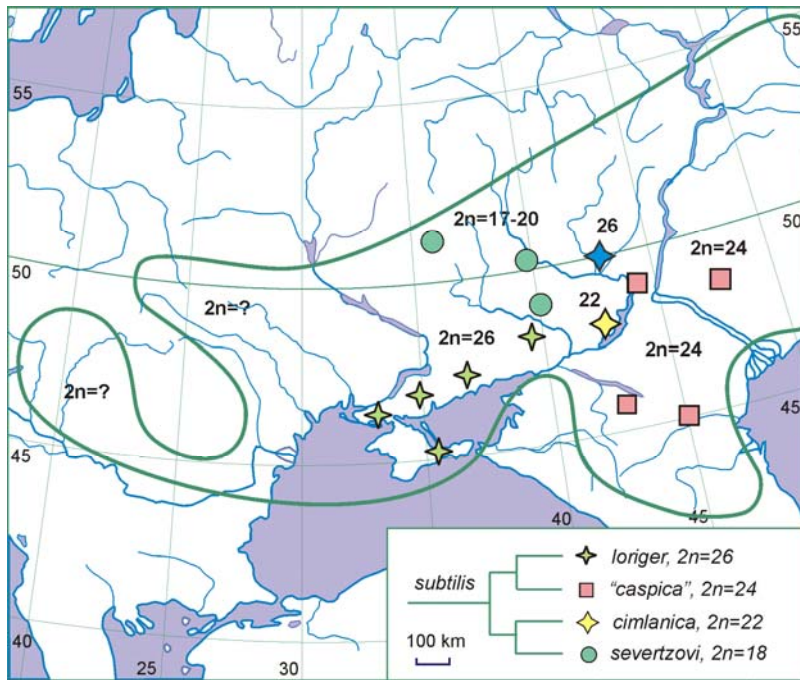 55
55
2n=17-20
50
26
2n=24
50
2n=?
22
2n=26
2n=24
2n=?
45
45
40
45
subtilis
loriger, 2n=26
"caspica", 2n=24
cimlanica, 2n=22
severtzovi, 2n=18
100 km
40
25
30